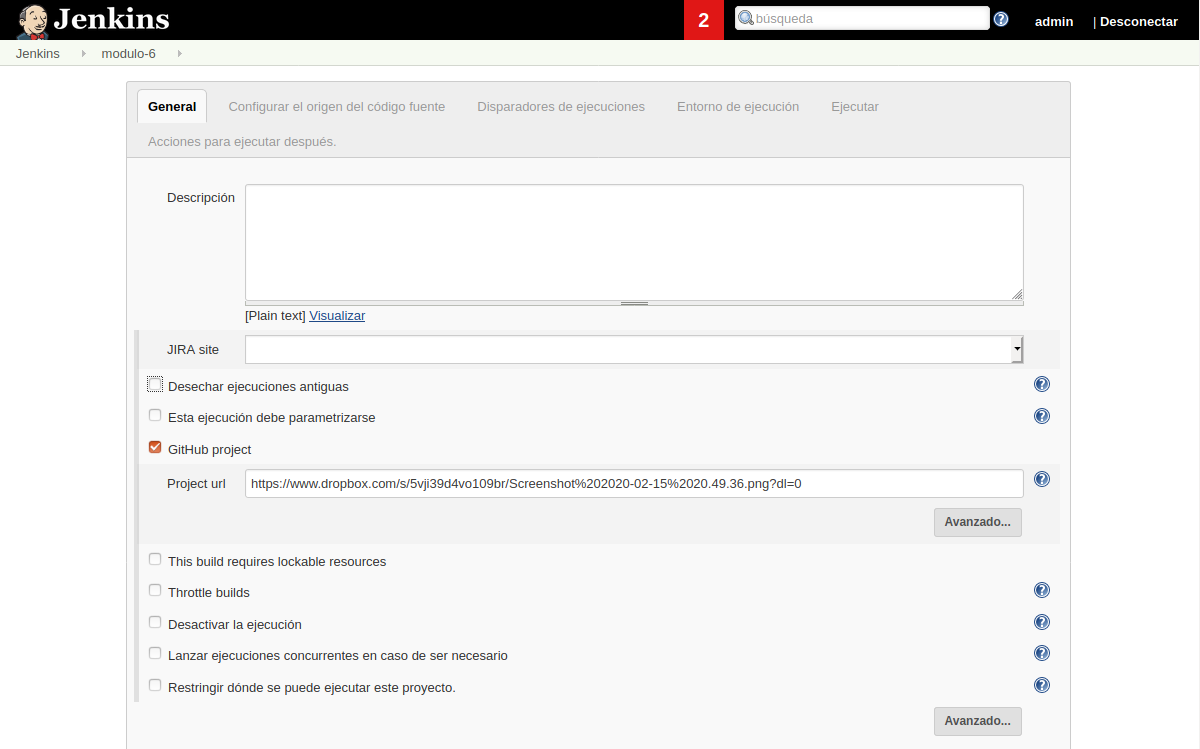 Jenkins
2
búsqueda
admin
| Desconectar
Jenkins
modulo-6
General
Configurar el origen del código fuente
Disparadores de ejecuciones
Entorno de ejecución
Ejecutar
Acciones para ejecutar después.
Descripción
[Plain text] Visualizar
JIRA site
Desechar ejecuciones antiguas
Esta ejecución debe parametrizarse
GitHub project
Project url
https://www.dropbox.com/s/5vji39d4vo109br/Screenshot%202020-02-15%2020.49.36.png?dl=0
Avanzado...
This build requires lockable resources
Throttle builds
Desactivar la ejecución
Lanzar ejecuciones concurrentes en caso de ser necesario
Restringir dónde se puede ejecutar este proyecto.
Avanzado...